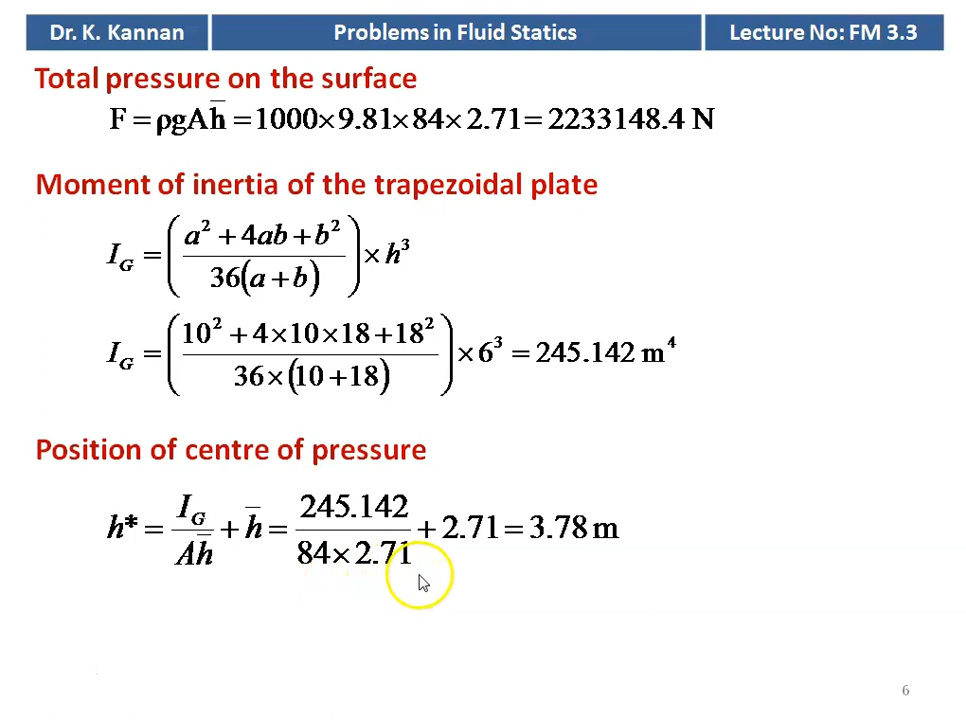 Dr. K. Kannan Problems in Fluid Statics Lecture No: FM 3.3
Total pressure on the surface
F = ρgAh̅ = 1000×9.81×84×2.71 = 2233148.4 N
Moment of inertia of the trapezoidal plate
I_G = ( (a² + 4ab + b²) / (36(a + b)) ) × h³
I_G = ( (10² + 4×10×18 + 18²) / (36×(10 + 18)) ) × 6³ = 245.142 m⁴
Position of centre of pressure
h* = I_G / (Ah̅) + h̅ = 245.142 / (84×2.71) + 2.71 = 3.78 m
6